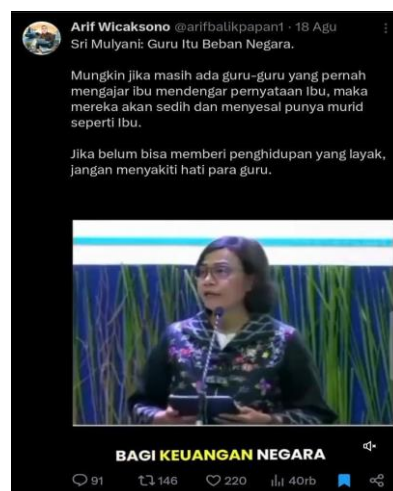 Arif Wicaksono @arifbalikpapan1 · 18 Agu
Sri Mulyani: Guru Itu Beban Negara.
Mungkin jika masih ada guru-guru yang pernah
mengajar ibu mendengar pernyataan Ibu, maka
mereka akan sedih dan menyesal punya murid
seperti Ibu.
Jika belum bisa memberi penghidupan yang layak,
jangan menyakiti hati para guru.
BAGI KEUANGAN NEGARA
91 146 220 40rb